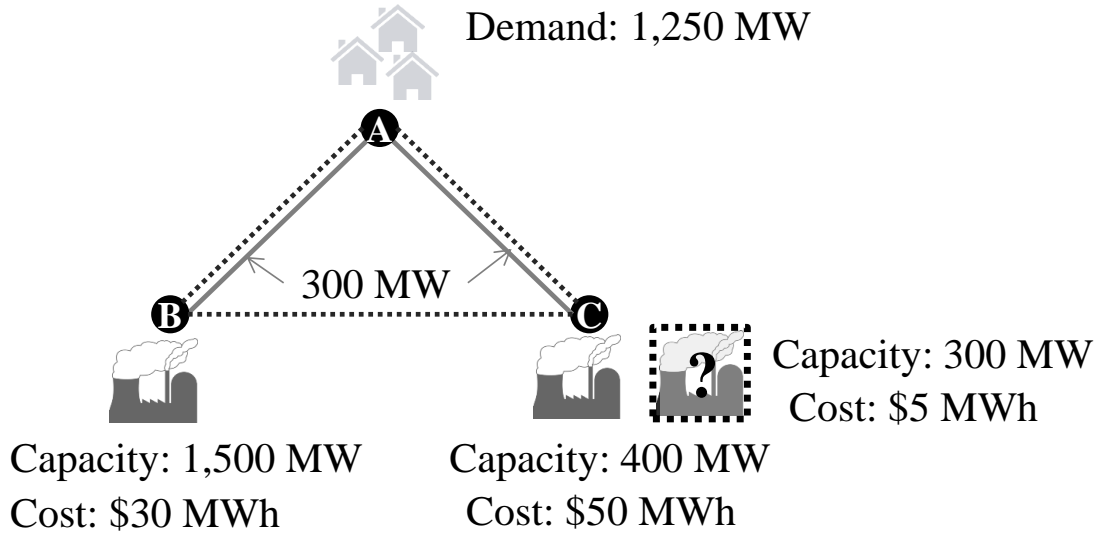 Demand: 1,250 MW
A
300 MW
B
C
?
Capacity: 300 MW
Cost: $5 MWh
Capacity: 1,500 MW
Cost: $30 MWh
Capacity: 400 MW
Cost: $50 MWh